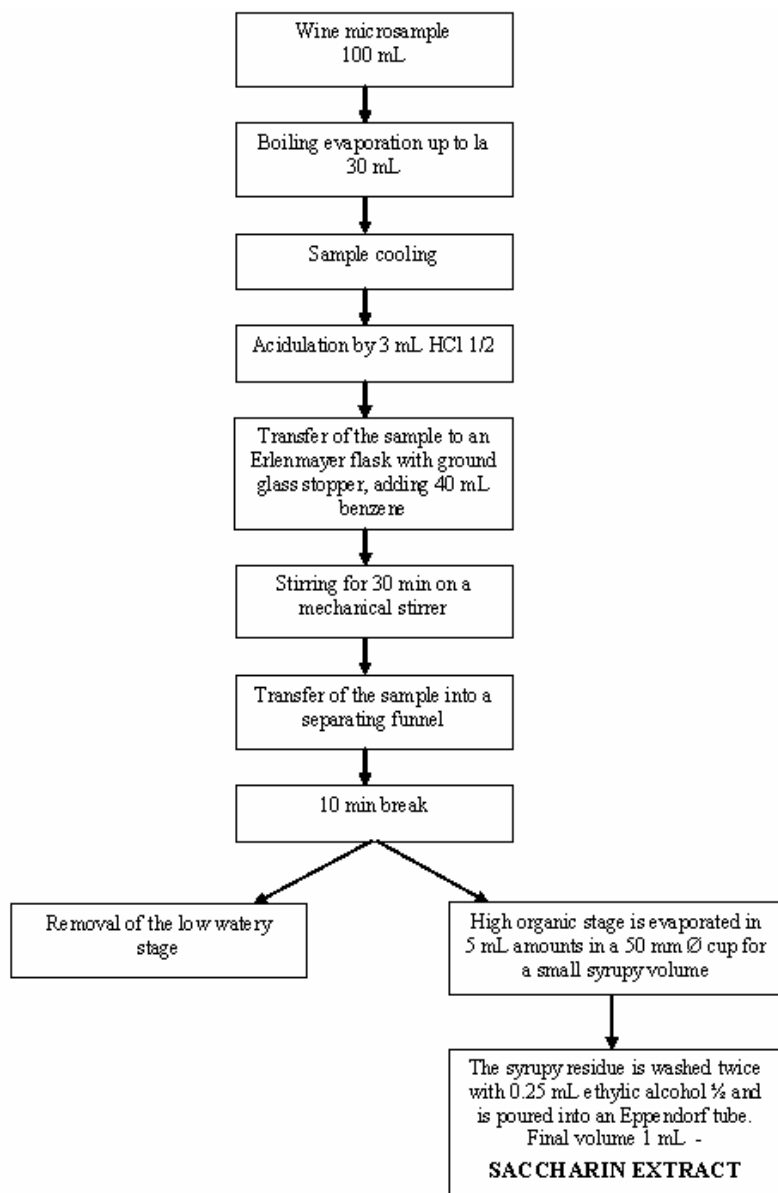 Wine microsample
100 mL
Boiling evaporation up to la
30 mL
Sample cooling
Acidulation by 3 mL HCl 1/2
Transfer of the sample to an
Erlenmayer flask with ground
glass stopper, adding 40 mL
benzene
Stirring for 30 min on a
mechanical stirrer
Transfer of the sample into a
separating funnel
10 min break
Removal of the low watery
stage
High organic stage is evaporated in
5 mL amounts in a 50 mm Ø cup for
a small syrupy volume
The syrupy residue is washed twice
with 0.25 mL ethylic alcohol ½ and
is poured into an Eppendorf tube.
Final volume 1 mL -
SACCHARIN EXTRACT